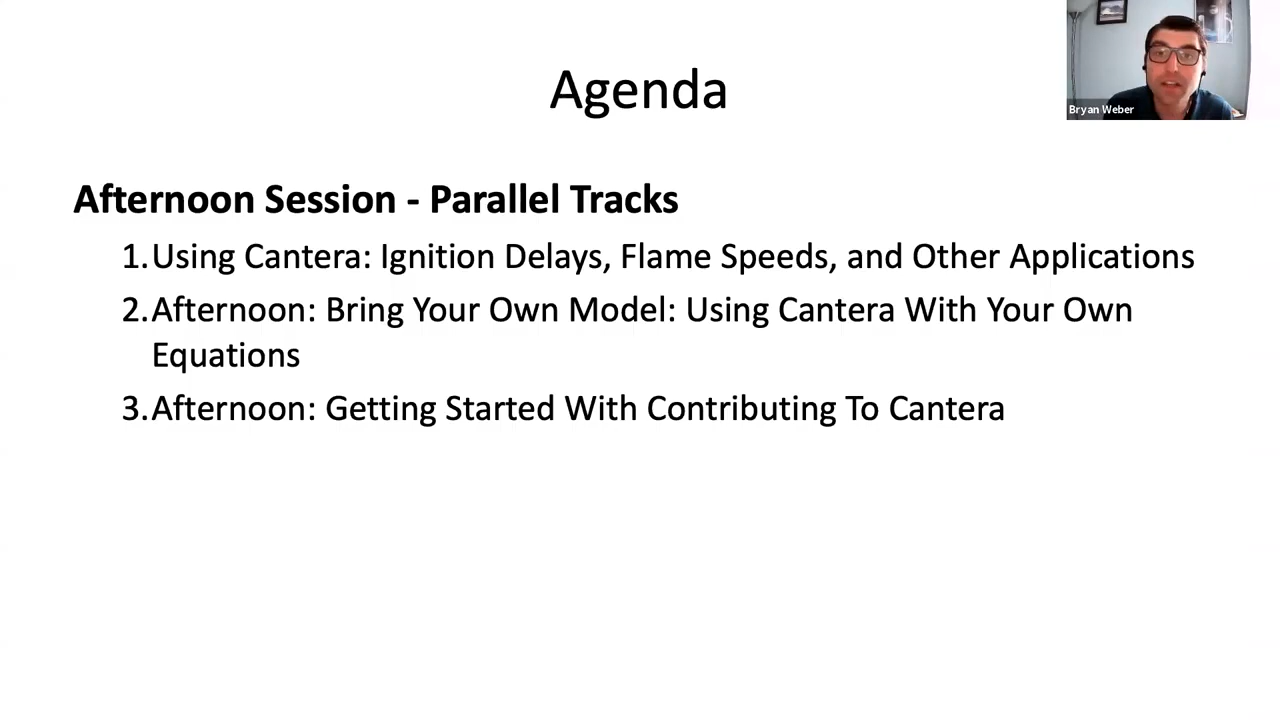 Agenda
Bryan Weber
Afternoon Session - Parallel Tracks
1.Using Cantera: Ignition Delays, Flame Speeds, and Other Applications
2.Afternoon: Bring Your Own Model: Using Cantera With Your Own
Equations
3.Afternoon: Getting Started With Contributing To Cantera